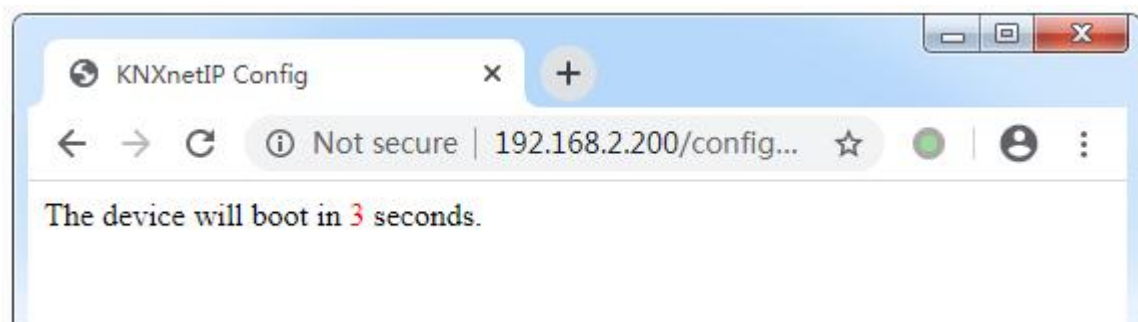 KNXnetIP Config
Not secure | 192.168.2.200/config...
The device will boot in 3 seconds.